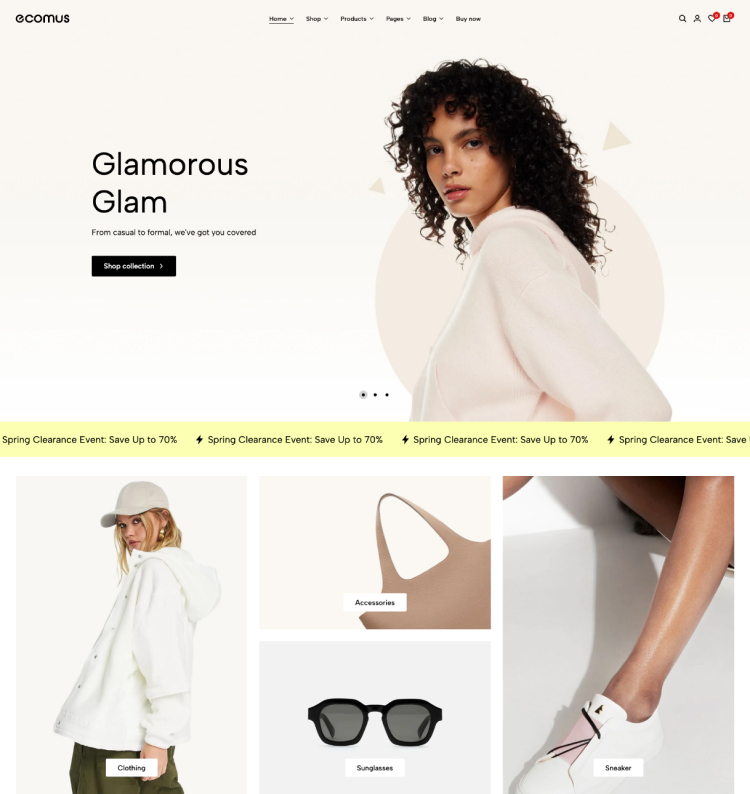 ecomus
Home Shop Products Pages Blog Buy now
0 0
Glamorous
Glam
From casual to formal, we've got you covered
Shop collection
Spring Clearance Event: Save Up to 70% Spring Clearance Event: Save Up to 70% Spring Clearance Event: Save Up to 70% Spring Clearance Event: Save
Accessories
Clothing
Sunglasses
Sneaker